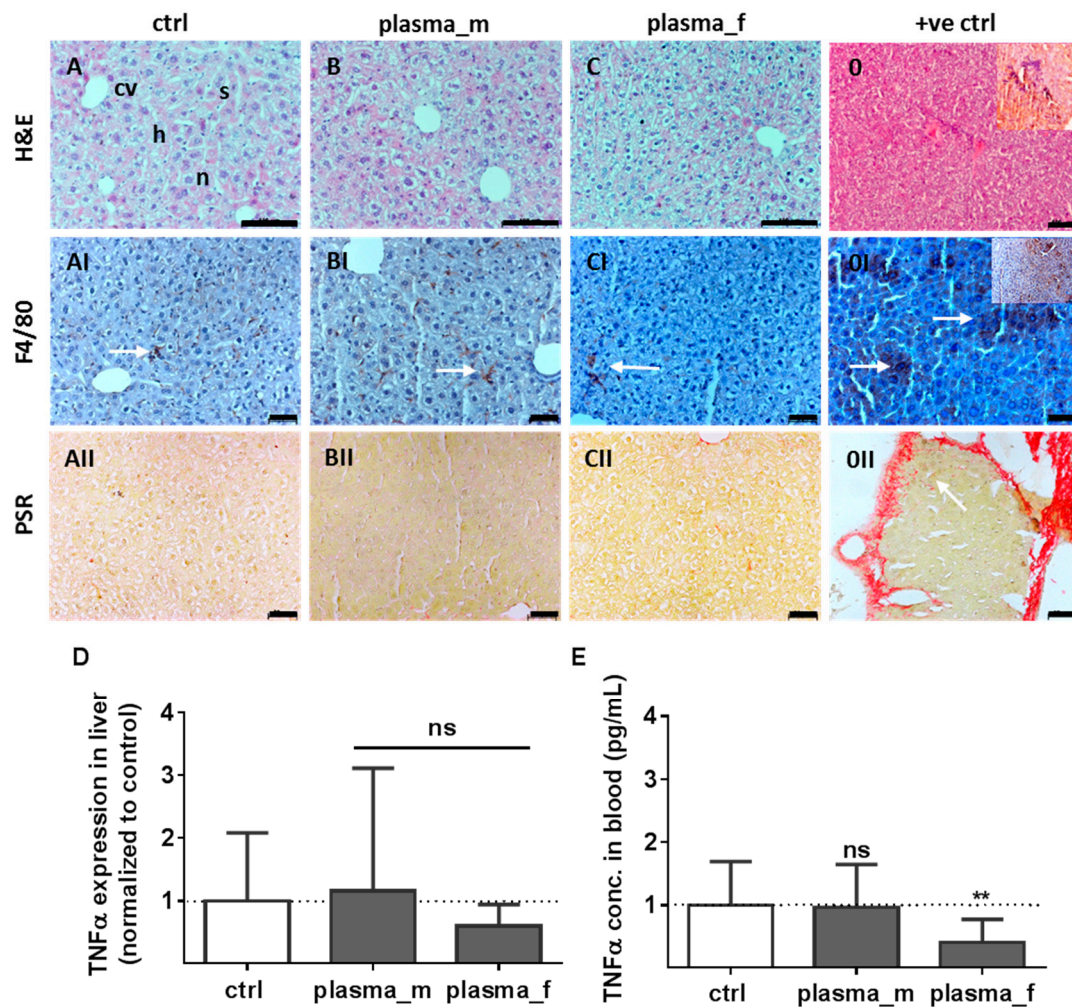 ctrl plasma_m plasma_f +ve ctrl
H&E
A cv s h n
B
C
0
F4/80
AI
BI
CI
0I
PSR
AII
BII
CII
0II
D
TNFα expression in liver
(normalized to control)
4
3
2
1
ns
ctrl plasma_m plasma_f
E
TNFα conc. in blood (pg/mL)
4
3
2
1
ns
**
ctrl plasma_m plasma_f